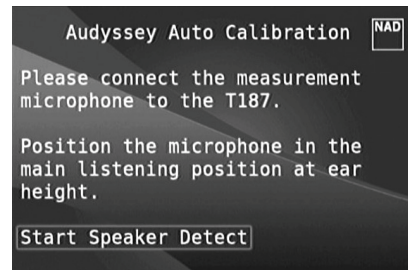 Audyssey Auto Calibration
NAD
Please connect the measurement
microphone to the T187.
Position the microphone in the
main listening position at ear
height.
Start Speaker Detect